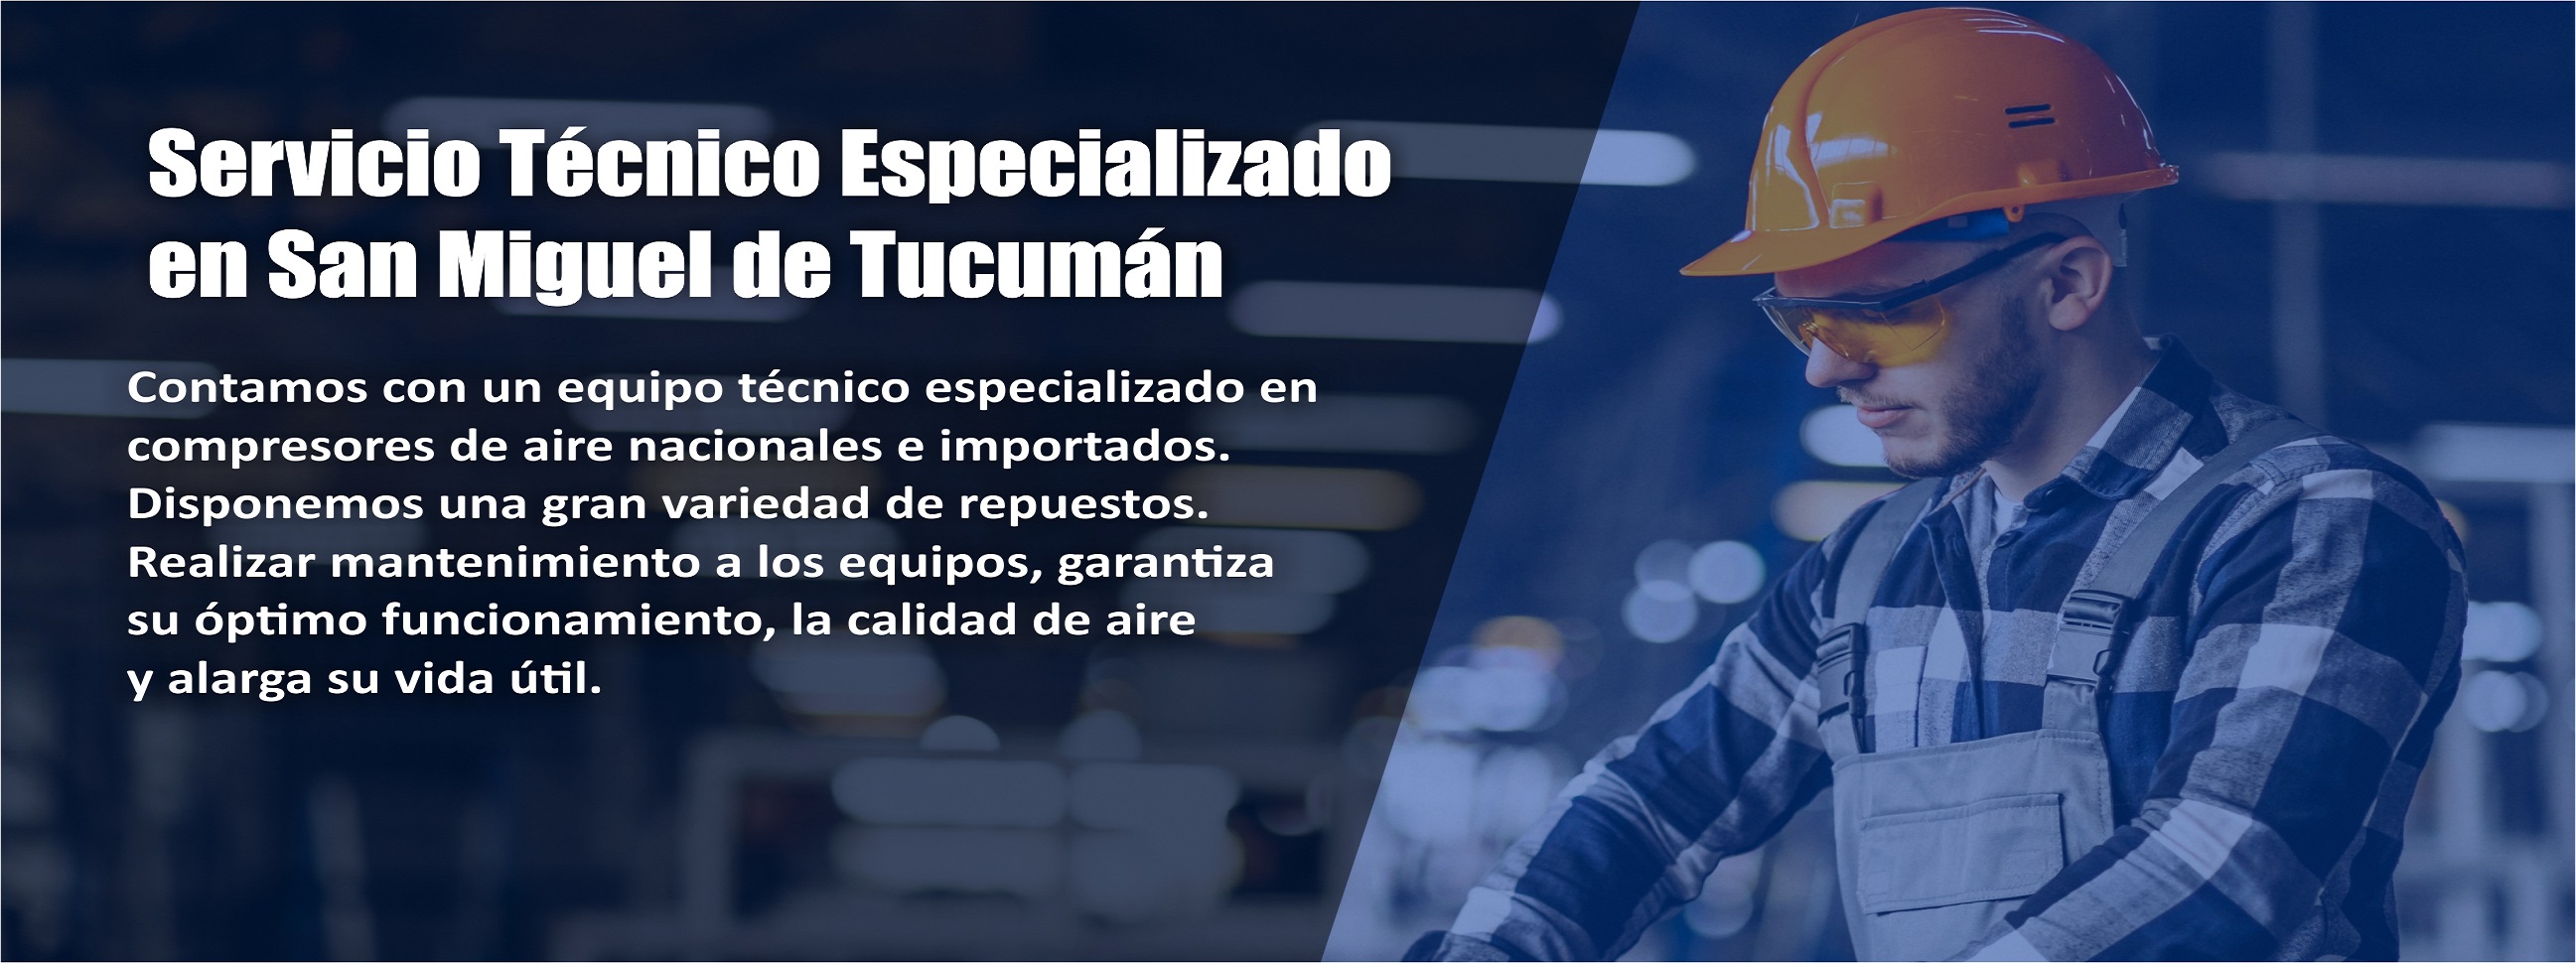 Servicio Técnico Especializado
en San Miguel de Tucumán
Contamos con un equipo técnico especializado en
compresores de aire nacionales e importados.
Disponemos una gran variedad de repuestos.
Realizar mantenimiento a los equipos, garantiza
su óptimo funcionamiento, la calidad de aire
y alarga su vida útil.